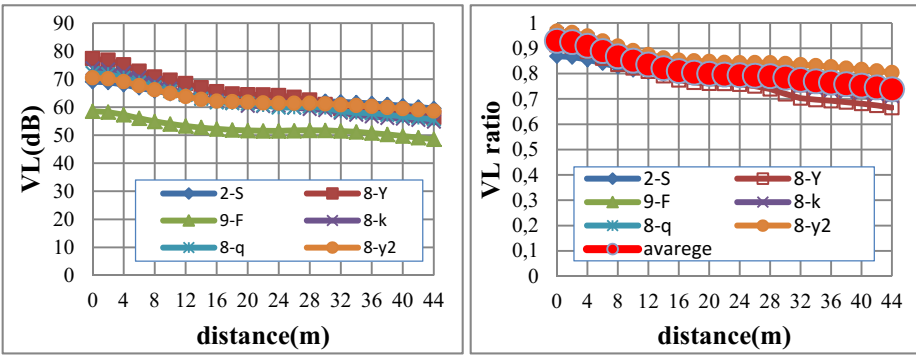 90
80
70
60
50
40
30
20
10
0
VL(dB)
2-S 8-Y
9-F 8-k
8-q 8-y2
0 4 8 12 16 20 24 28 32 36 40 44
distance(m)
1
0,9
0,8
0,7
0,6
0,5
0,4
0,3
0,2
0,1
0
VL ratio
2-S 8-Y
9-F 8-k
8-q 8-y2
avarege
0 4 8 12 16 20 24 28 32 36 40 44
distance(m)